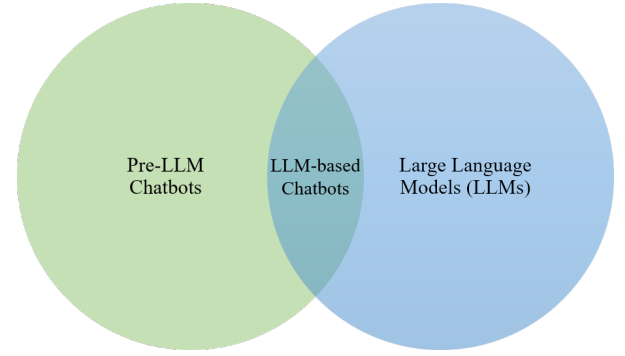 Pre-LLM
Chatbots
LLM-based
Chatbots
Large Language
Models (LLMs)